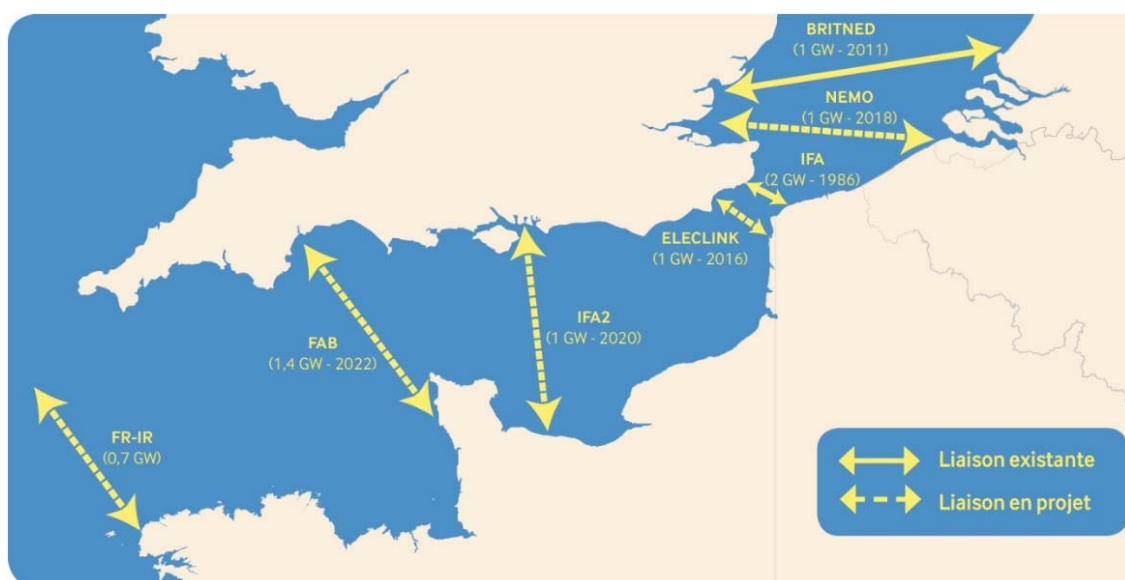 BRITNED
(1 GW - 2011)
NEMO
(1 GW - 2018)
IFA
(2 GW - 1986)
ELECLINK
(1 GW - 2016)
IFA2
(1 GW - 2020)
FAB
(1,4 GW - 2022)
FR-IR
(0,7 GW)
Liaison existante
Liaison en projet